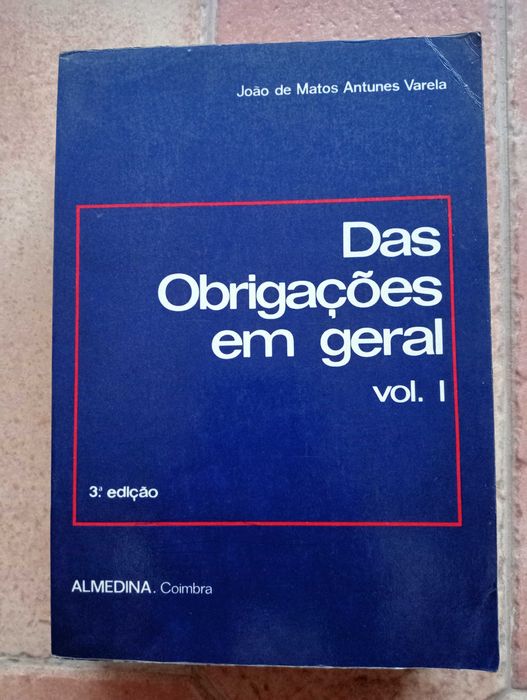 João de Matos Antunes Varela
Das
Obrigações
em geral
vol. I
3.ª edição
ALMEDINA. Coimbra